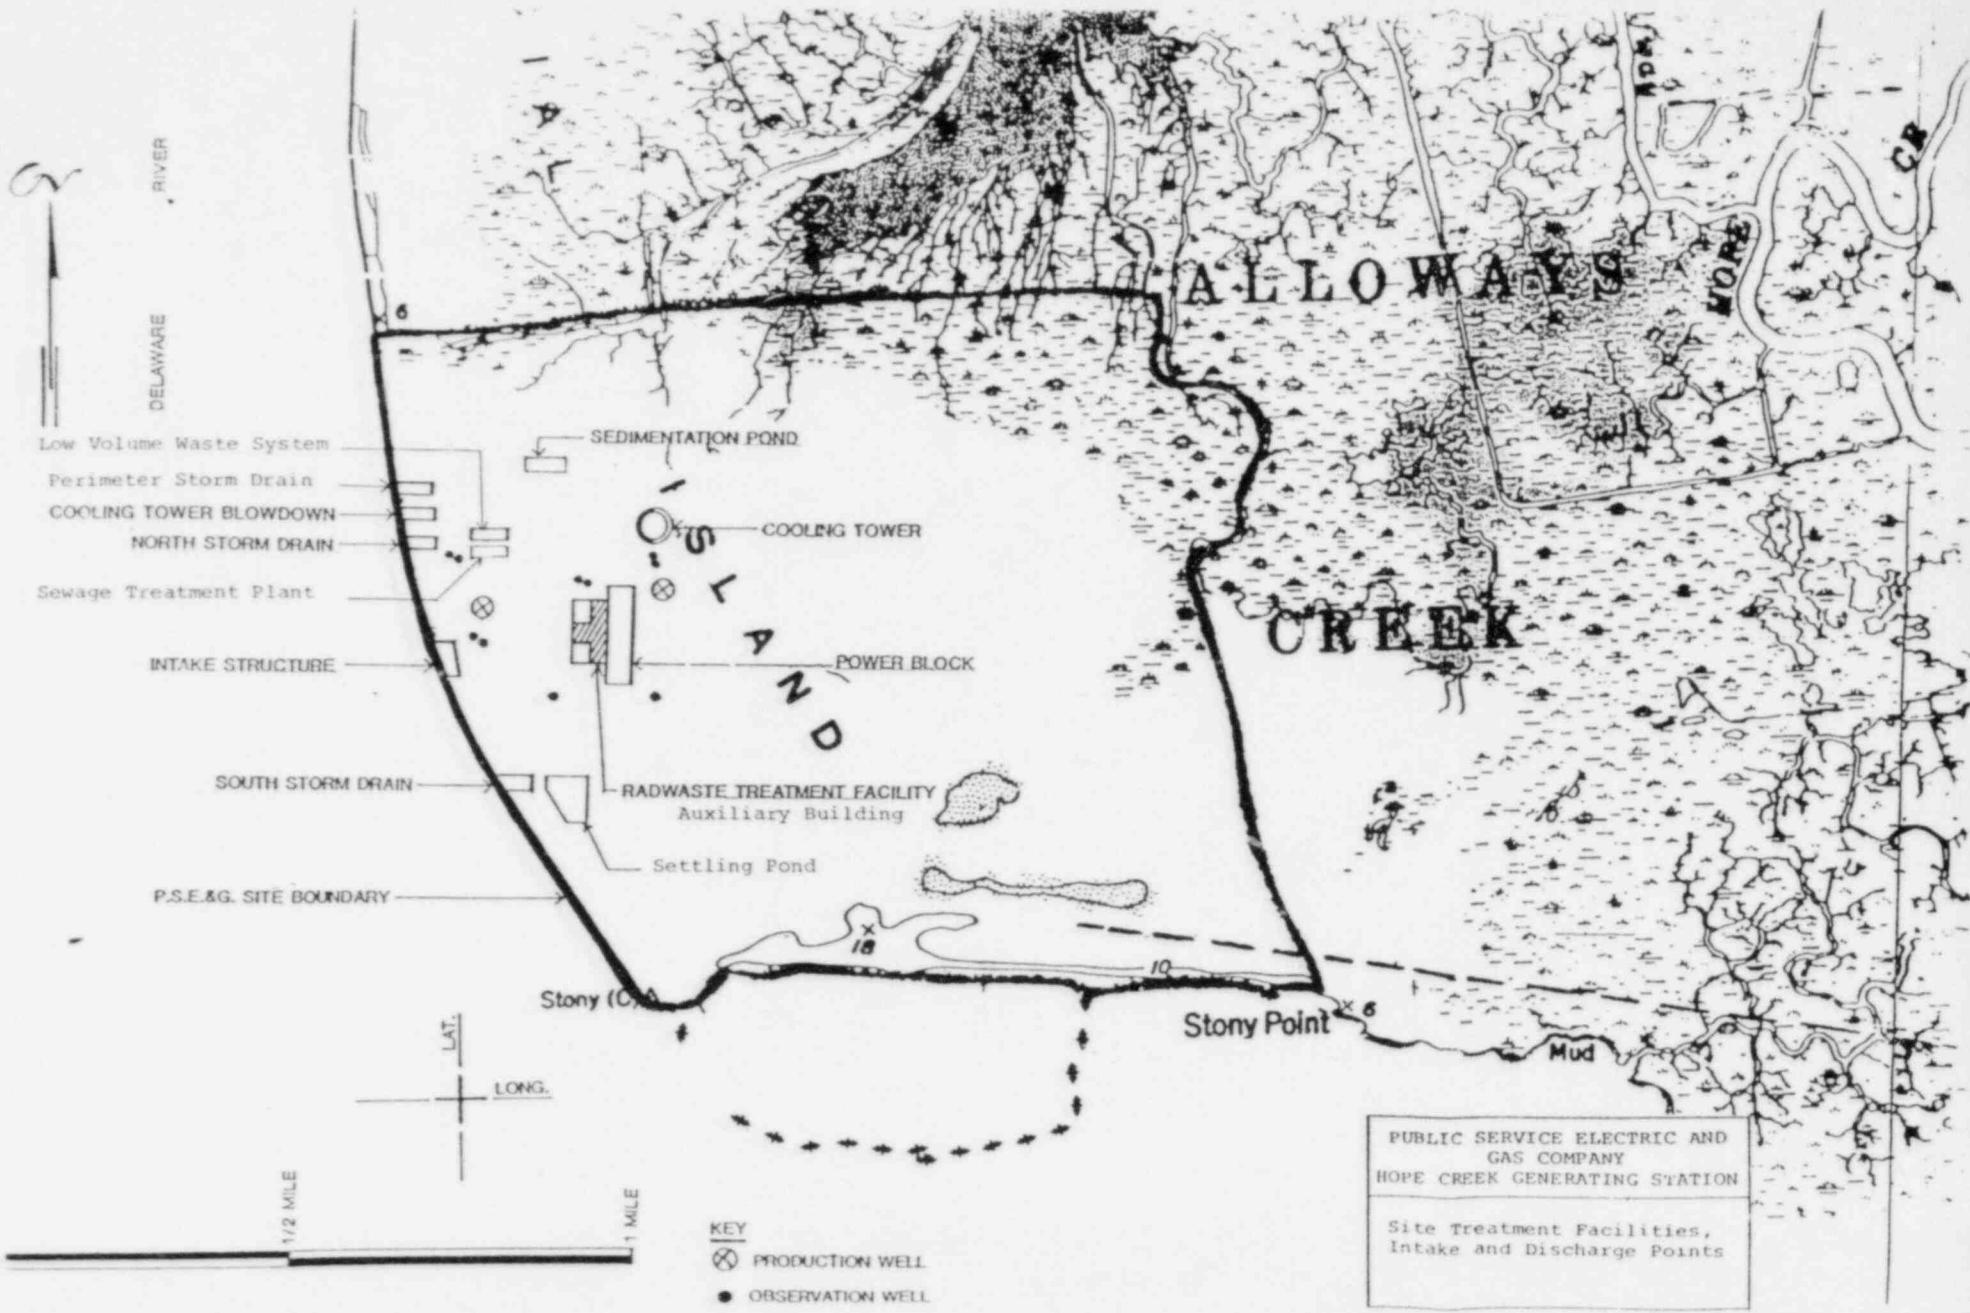 RIVER
DELAWARE
6
ALLOWAYS
CREEK
HOPE
CR
ISLAND
Low Volume Waste System
SEDIMENTATION POND
Perimeter Storm Drain
COOLING TOWER BLOWDOWN
COOLING TOWER
NORTH STORM DRAIN
Sewage Treatment Plant
INTAKE STRUCTURE
POWER BLOCK
SOUTH STORM DRAIN
RADWASTE TREATMENT FACILITY
Auxiliary Building
Settling Pond
P.S.E.&G. SITE BOUNDARY
18
10
Stony (C)
Stony Point
6
Mud
LAT.
LONG.
1/2 MILE
1 MILE
KEY
PRODUCTION WELL
OBSERVATION WELL
PUBLIC SERVICE ELECTRIC AND
GAS COMPANY
HOPE CREEK GENERATING STATION
Site Treatment Facilities,
Intake and Discharge Points